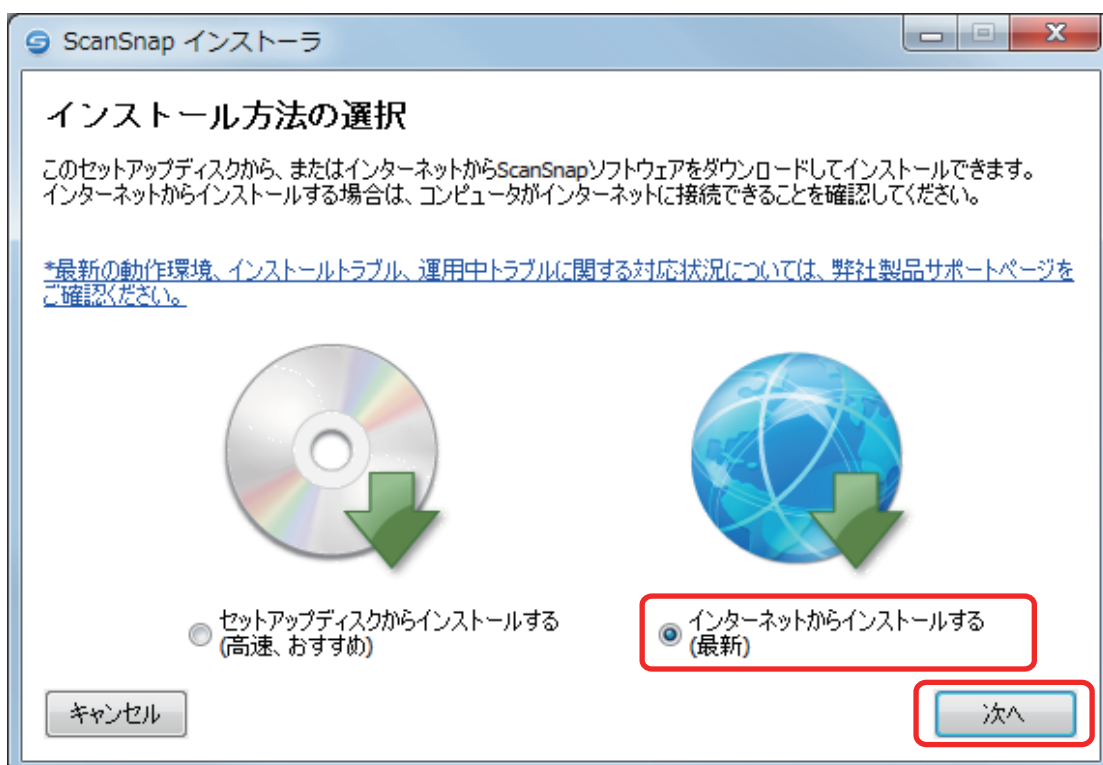 ScanSnap インストーラ
インストール方法の選択
このセットアップディスクから、またはインターネットからScanSnapソフトウェアをダウンロードしてインストールできます。
インターネットからインストールする場合は、コンピュータがインターネットに接続できることを確認してください。
*最新の動作環境、インストールトラブル、運用中トラブルに関する対応状況については、弊社製品サポートページを
ご確認ください。
セットアップディスクからインストールする
(高速、おすすめ)
インターネットからインストールする
(最新)
キャンセル
次へ